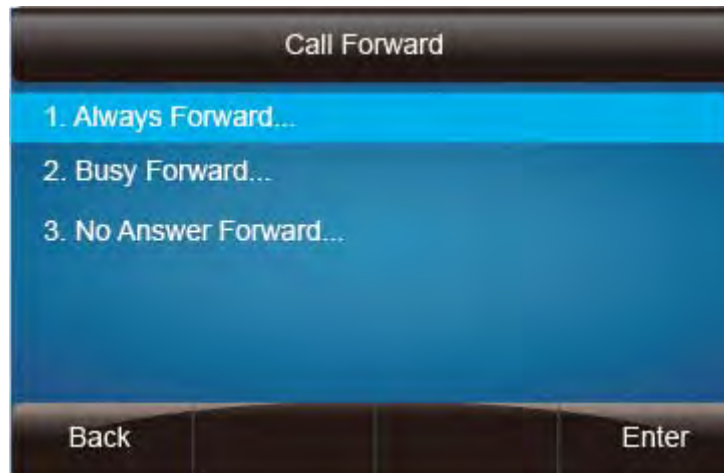 Call Forward
1. Always Forward...
2. Busy Forward...
3. No Answer Forward...
Back Enter